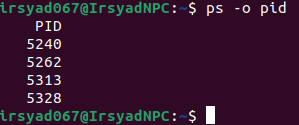 irsyad067@IrsyadNPC:~$ ps -o pid
PID
5240
5262
5313
5328
irsyad067@IrsyadNPC:~$